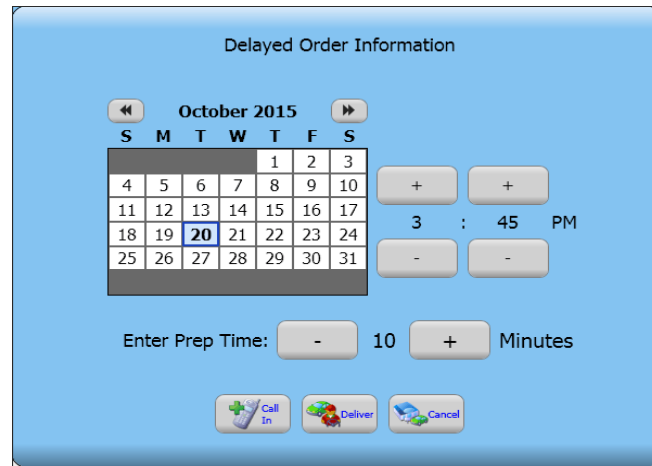 Delayed Order Information
October 2015
S M T W T F S
1 2 3
4 5 6 7 8 9 10
+ +
11 12 13 14 15 16 17
3 : 45 PM
18 19 20 21 22 23 24
25 26 27 28 29 30 31
- -
Enter Prep Time: - 10 + Minutes
Call
In
Deliver
Cancel